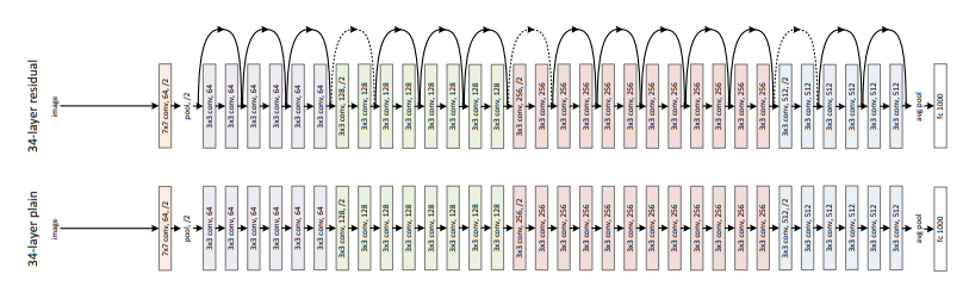 34-layer residual
image
7x7 conv, 64, /2
pool, /2
3x3 conv, 64
3x3 conv, 64
3x3 conv, 64
3x3 conv, 64
3x3 conv, 64
3x3 conv, 64
3x3 conv, 128, /2
3x3 conv, 128
3x3 conv, 128
3x3 conv, 128
3x3 conv, 128
3x3 conv, 128
3x3 conv, 128
3x3 conv, 128
3x3 conv, 256, /2
3x3 conv, 256
3x3 conv, 256
3x3 conv, 256
3x3 conv, 256
3x3 conv, 256
3x3 conv, 256
3x3 conv, 256
3x3 conv, 256
3x3 conv, 256
3x3 conv, 256
3x3 conv, 256
3x3 conv, 512, /2
3x3 conv, 512
3x3 conv, 512
3x3 conv, 512
3x3 conv, 512
3x3 conv, 512
avg pool
fc 1000
34-layer plain
image
7x7 conv, 64, /2
pool, /2
3x3 conv, 64
3x3 conv, 64
3x3 conv, 64
3x3 conv, 64
3x3 conv, 64
3x3 conv, 64
3x3 conv, 128, /2
3x3 conv, 128
3x3 conv, 128
3x3 conv, 128
3x3 conv, 128
3x3 conv, 128
3x3 conv, 128
3x3 conv, 128
3x3 conv, 256, /2
3x3 conv, 256
3x3 conv, 256
3x3 conv, 256
3x3 conv, 256
3x3 conv, 256
3x3 conv, 256
3x3 conv, 256
3x3 conv, 256
3x3 conv, 256
3x3 conv, 256
3x3 conv, 256
3x3 conv, 512, /2
3x3 conv, 512
3x3 conv, 512
3x3 conv, 512
3x3 conv, 512
3x3 conv, 512
avg pool
fc 1000